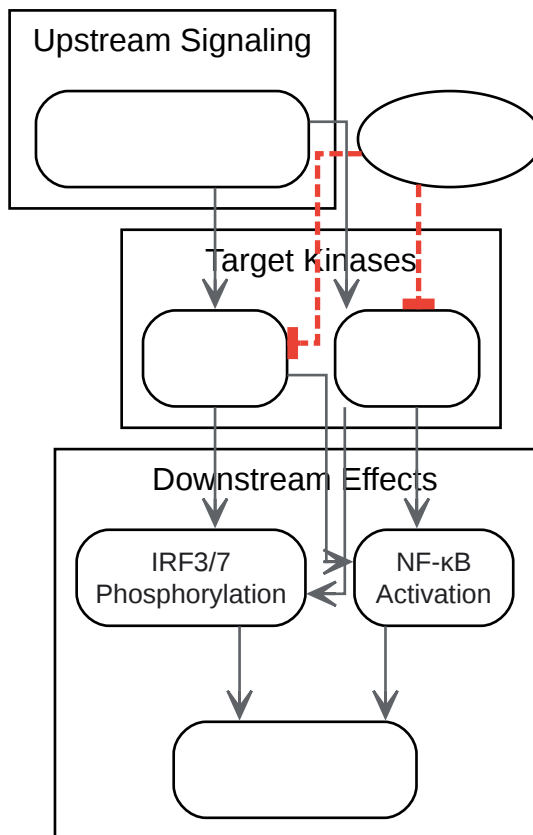 Upstream Signaling
Target Kinases
Downstream Effects
IRF3/7
Phosphorylation
NF-κB
Activation